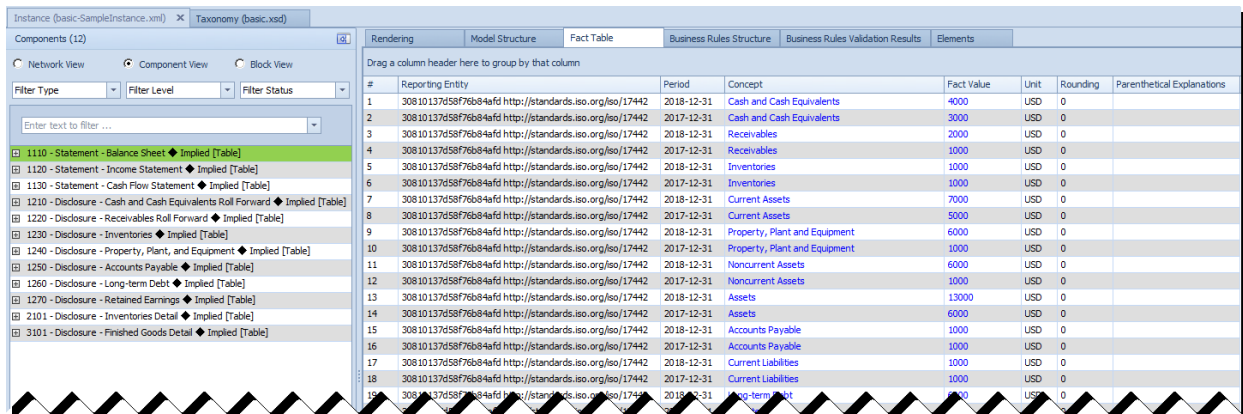 Instance (basic-SampleInstance.xml) Taxonomy (basic.xsd)
Components (12)
Network View Component View Block View
Filter Type Filter Level Filter Status
Enter text to filter ...
1110 - Statement - Balance Sheet ◆ Implied [Table]
1120 - Statement - Income Statement ◆ Implied [Table]
1130 - Statement - Cash Flow Statement ◆ Implied [Table]
1210 - Disclosure - Cash and Cash Equivalents Roll Forward ◆ Implied [Table]
1220 - Disclosure - Receivables Roll Forward ◆ Implied [Table]
1230 - Disclosure - Inventories ◆ Implied [Table]
1240 - Disclosure - Property, Plant, and Equipment ◆ Implied [Table]
1250 - Disclosure - Accounts Payable ◆ Implied [Table]
1260 - Disclosure - Long-term Debt ◆ Implied [Table]
1270 - Disclosure - Retained Earnings ◆ Implied [Table]
2101 - Disclosure - Inventories Detail ◆ Implied [Table]
3101 - Disclosure - Finished Goods Detail ◆ Implied [Table]
Rendering Model Structure Fact Table Business Rules Structure Business Rules Validation Results Elements
Drag a column header here to group by that column
# Reporting Entity Period Concept Fact Value Unit Rounding Parenthetical Explanations
1 30810137d58f76b84afd http://standards.iso.org/iso/17442 2018-12-31 Cash and Cash Equivalents 4000 USD 0
2 30810137d58f76b84afd http://standards.iso.org/iso/17442 2017-12-31 Cash and Cash Equivalents 3000 USD 0
3 30810137d58f76b84afd http://standards.iso.org/iso/17442 2018-12-31 Receivables 2000 USD 0
4 30810137d58f76b84afd http://standards.iso.org/iso/17442 2017-12-31 Receivables 1000 USD 0
5 30810137d58f76b84afd http://standards.iso.org/iso/17442 2018-12-31 Inventories 1000 USD 0
6 30810137d58f76b84afd http://standards.iso.org/iso/17442 2017-12-31 Inventories 1000 USD 0
7 30810137d58f76b84afd http://standards.iso.org/iso/17442 2018-12-31 Current Assets 7000 USD 0
8 30810137d58f76b84afd http://standards.iso.org/iso/17442 2017-12-31 Current Assets 5000 USD 0
9 30810137d58f76b84afd http://standards.iso.org/iso/17442 2018-12-31 Property, Plant and Equipment 6000 USD 0
10 30810137d58f76b84afd http://standards.iso.org/iso/17442 2017-12-31 Property, Plant and Equipment 1000 USD 0
11 30810137d58f76b84afd http://standards.iso.org/iso/17442 2018-12-31 Noncurrent Assets 6000 USD 0
12 30810137d58f76b84afd http://standards.iso.org/iso/17442 2017-12-31 Noncurrent Assets 1000 USD 0
13 30810137d58f76b84afd http://standards.iso.org/iso/17442 2018-12-31 Assets 13000 USD 0
14 30810137d58f76b84afd http://standards.iso.org/iso/17442 2017-12-31 Assets 6000 USD 0
15 30810137d58f76b84afd http://standards.iso.org/iso/17442 2018-12-31 Accounts Payable 1000 USD 0
16 30810137d58f76b84afd http://standards.iso.org/iso/17442 2017-12-31 Accounts Payable 1000 USD 0
17 30810137d58f76b84afd http://standards.iso.org/iso/17442 2018-12-31 Current Liabilities 1000 USD 0
18 30810137d58f76b84afd http://standards.iso.org/iso/17442 2017-12-31 Current Liabilities 1000 USD 0